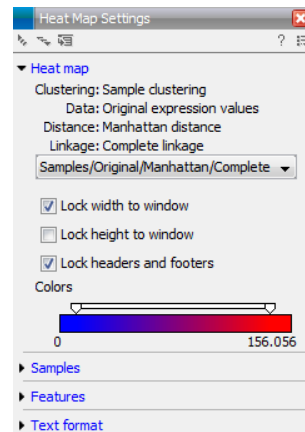 Heat Map Settings
?
Heat map
Clustering: Sample clustering
Data: Original expression values
Distance: Manhattan distance
Linkage: Complete linkage
Samples/Original/Manhattan/Complete
Lock width to window
Lock height to window
Lock headers and footers
Colors
0 156.056
Samples
Features
Text format